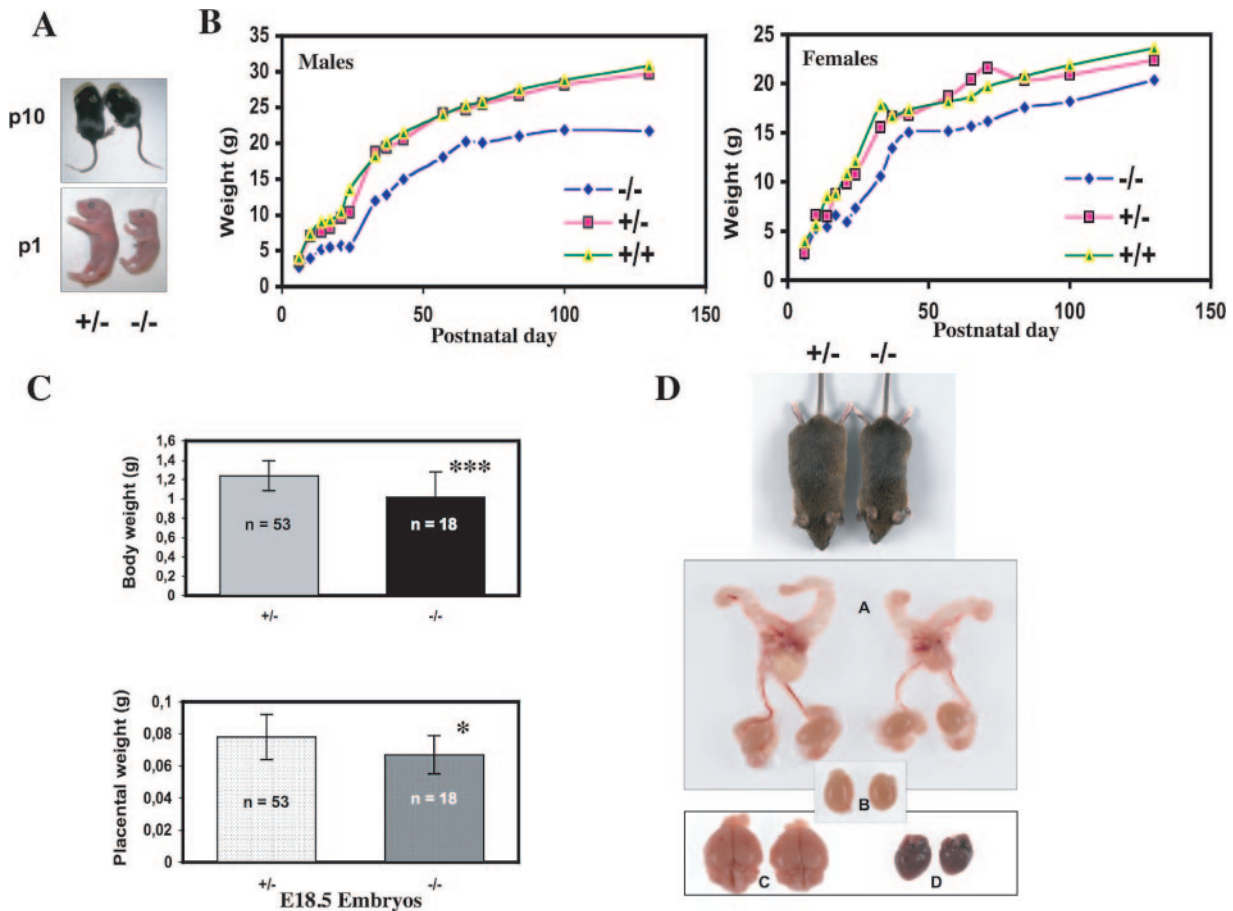 A
p10
p1
+/- -/-
B
Males
Weight (g)
35
30
25
20
15
10
5
0
0 50 100 150
Postnatal day
-/-
+/-
+/+
Females
Weight (g)
25
20
15
10
5
0
0 50 100 150
Postnatal day
-/-
+/-
+/+
C
Body weight (g)
1,6
1,4
1,2
1
0,8
0,6
0,4
0,2
0
***
n = 53 n = 18
+/- -/-
Placental weight (g)
0,1
0,08
0,06
0,04
0,02
0
*
n = 53 n = 18
+/- -/-
E18.5 Embryos
D
+/- -/-
A
B
C
D